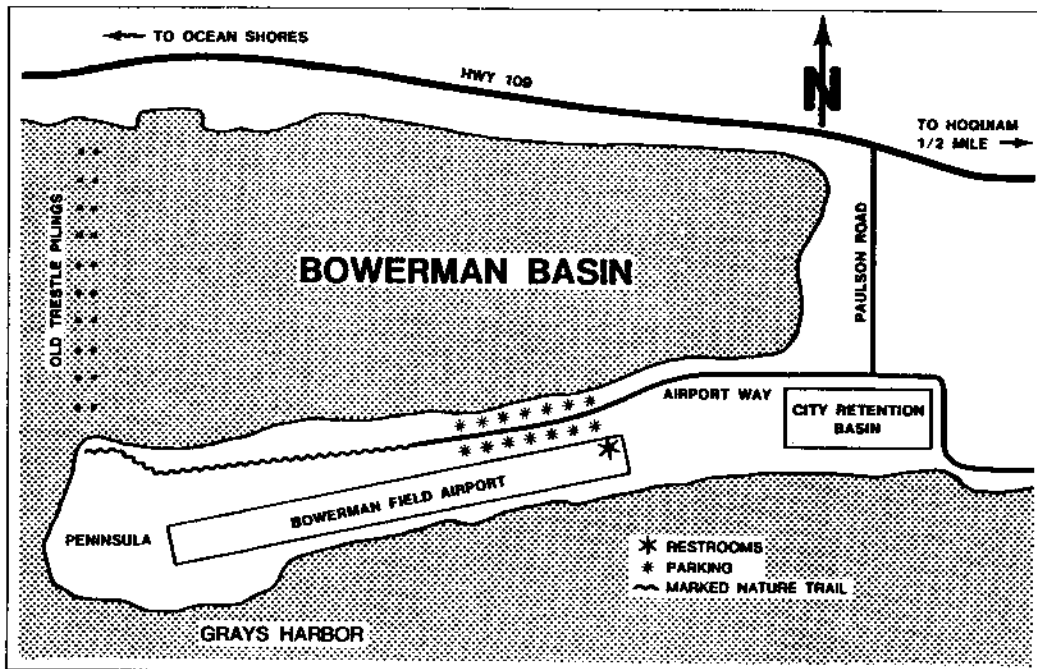 TO OCEAN SHORES
HWY 109
N
TO HOQUIAM
1/2 MILE
OLD TRESTLE PILINGS
BOWERMAN BASIN
PAULSON ROAD
AIRPORT WAY
CITY RETENTION
BASIN
BOWERMAN FIELD AIRPORT
PENINSULA
RESTROOMS
PARKING
MARKED NATURE TRAIL
GRAYS HARBOR